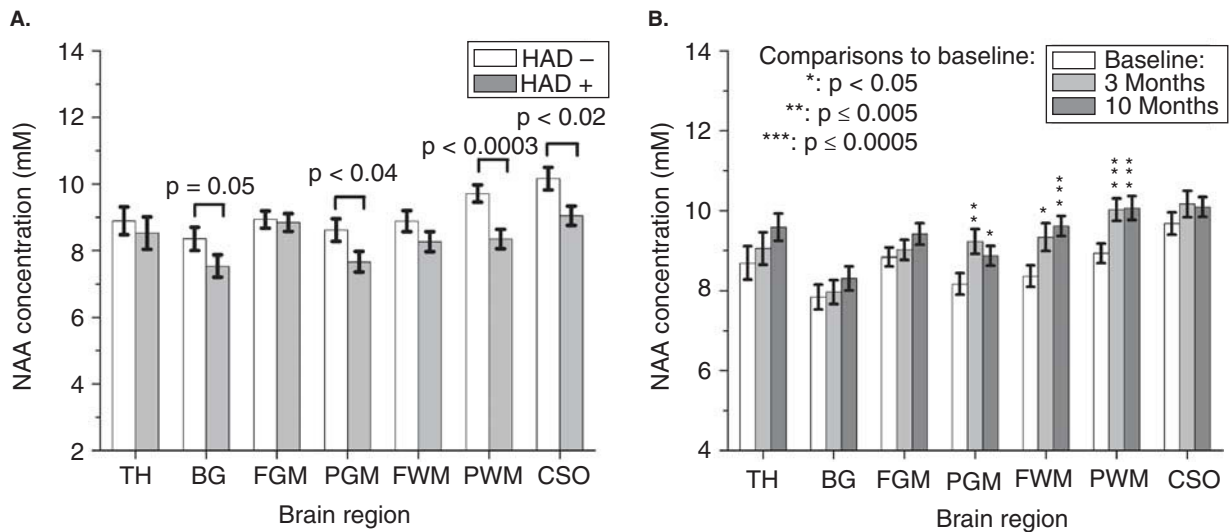 A.
14
12
10
8
6
4
2
NAA concentration (mM)
HAD –
HAD +
p = 0.05
p < 0.04
p < 0.0003
p < 0.02
TH BG FGM PGM FWM PWM CSO
Brain region
B.
14
12
10
8
6
4
NAA concentration (mM)
Comparisons to baseline:
*: p < 0.05
**: p ≤ 0.005
***: p ≤ 0.0005
Baseline:
3 Months
10 Months
**
*
*
***
***
***
TH BG FGM PGM FWM PWM CSO
Brain region